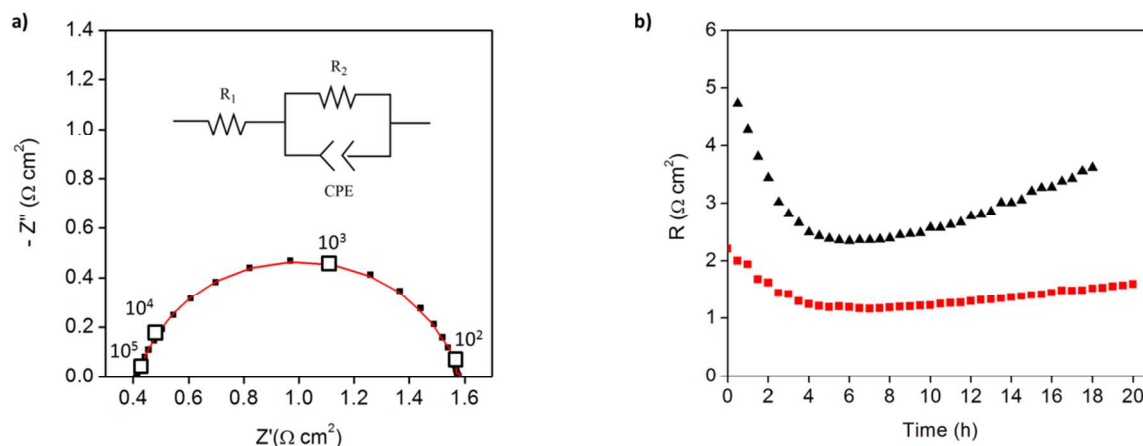 a)
1.4
1.2
1.0
0.8
0.6
0.4
0.2
0.0
- Z" (Ω cm²)
R₁
R₂
CPE
10⁵
10⁴
10³
10²
0.4 0.6 0.8 1.0 1.2 1.4 1.6
Z'(Ω cm²)
b)
6
5
4
3
2
1
0
R (Ω cm²)
0 2 4 6 8 10 12 14 16 18 20
Time (h)